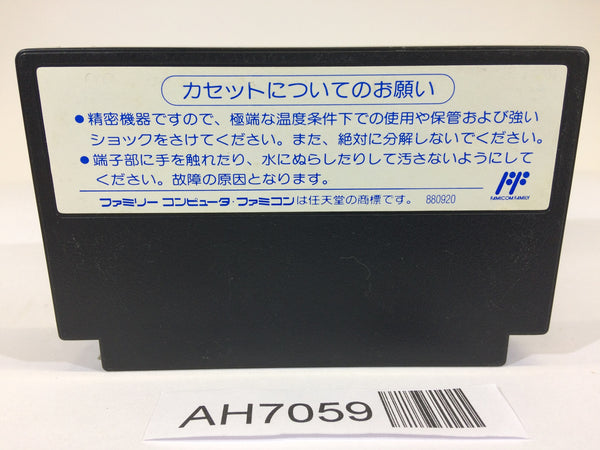 カセットについてのお願い
●精密機器ですので、極端な温度条件下での使用や保管および強い
ショックをさけてください。また、絶対に分解しないでください。
●端子部に手を触れたり、水にぬらしたりして汚さないようにして
ください。故障の原因となります。
FAMICOM FAMILY
ファミリー コンピュータ・ファミコンは任天堂の商標です。 880920
AH7059